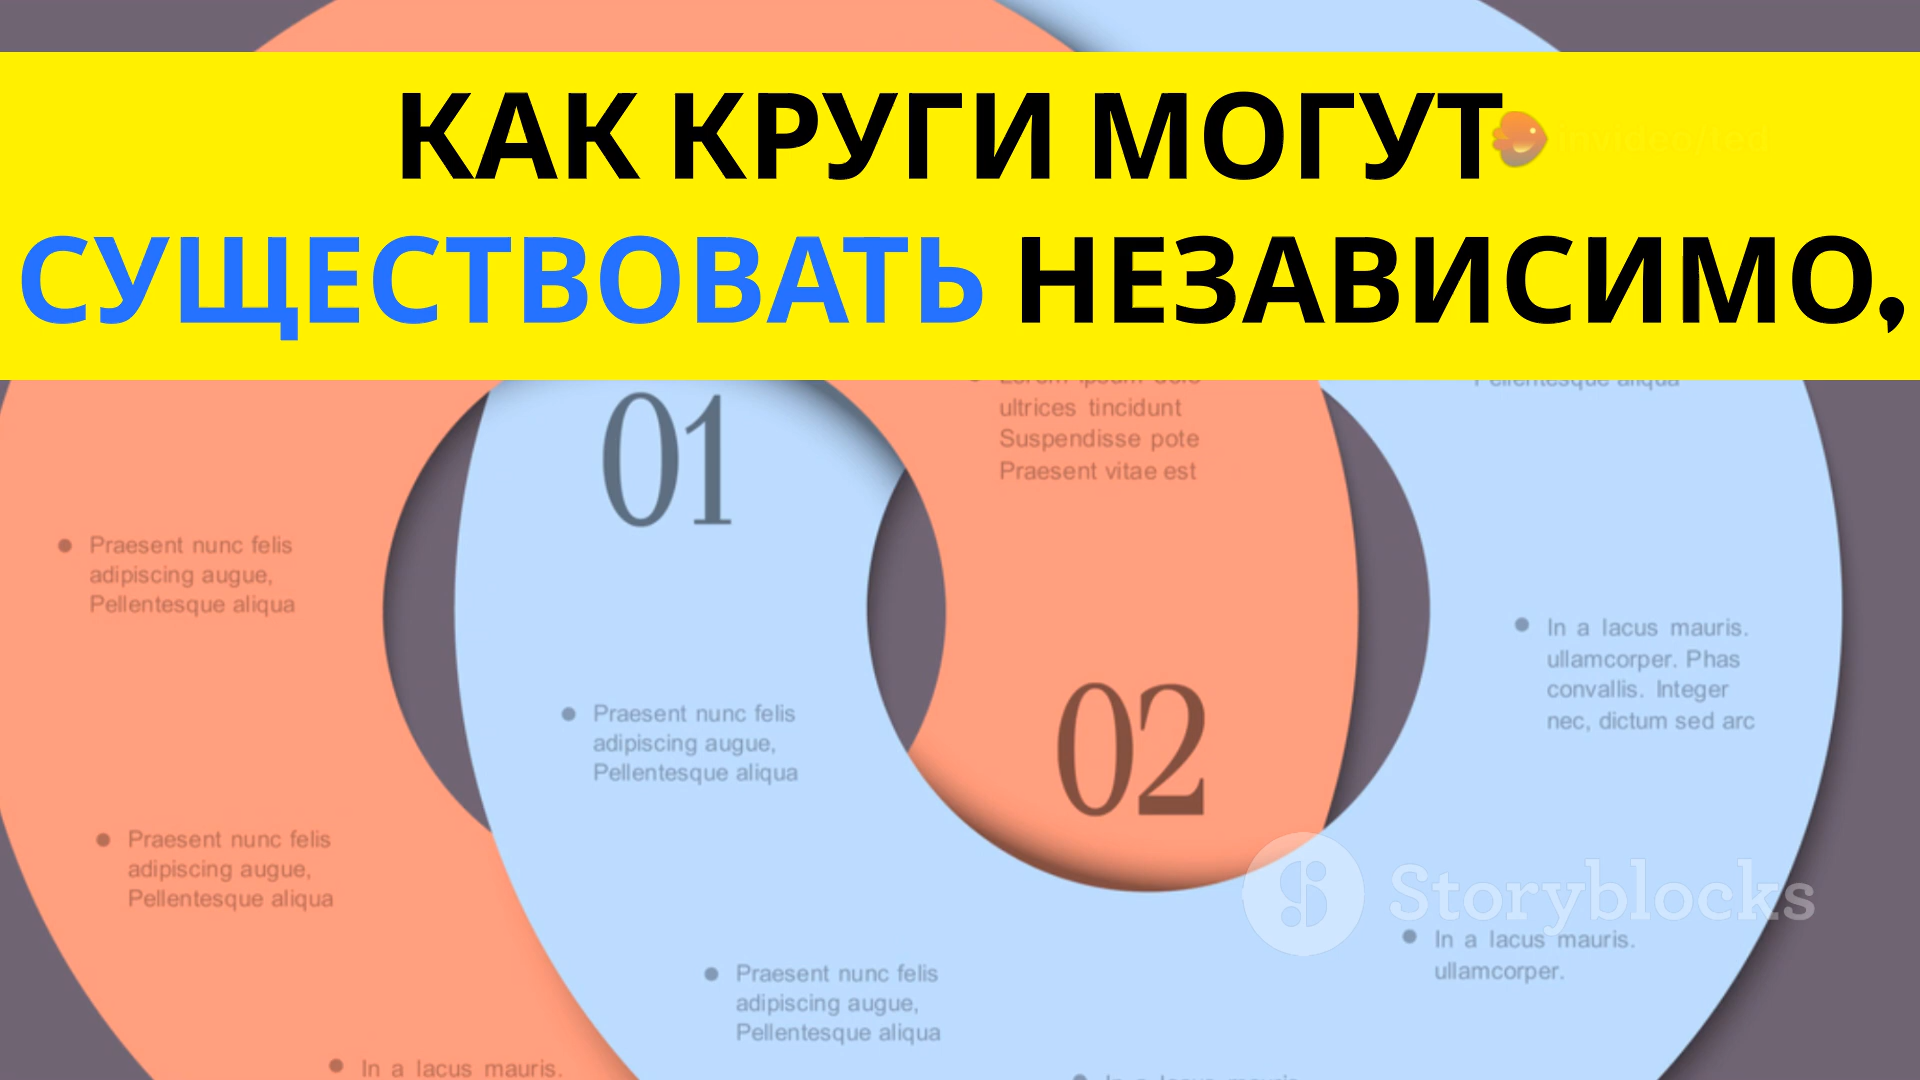 КАК КРУГИ МОГУТ
СУЩЕСТВОВАТЬ НЕЗАВИСИМО,
01
ultrices tincidunt
Suspendisse pote
Praesent vitae est
Pellentesque aliqua
Praesent nunc felis
adipiscing augue,
Pellentesque aliqua
In a lacus mauris.
ullamcorper. Phas
convallis. Integer
nec, dictum sed arc
02
Praesent nunc felis
adipiscing augue,
Pellentesque aliqua
Praesent nunc felis
adipiscing augue,
Pellentesque aliqua
Storyblocks
In a lacus mauris.
ullamcorper.
Praesent nunc felis
adipiscing augue,
Pellentesque aliqua
In a lacus mauris.